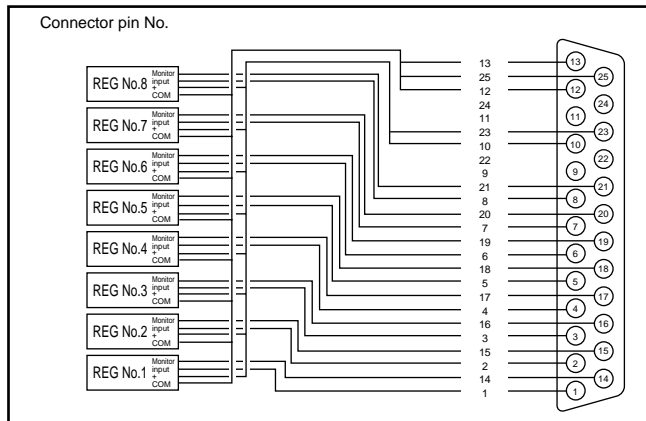 Connector pin No.
REG No.8
Monitor
input
+
COM
REG No.7
Monitor
input
+
COM
REG No.6
Monitor
input
+
COM
REG No.5
Monitor
input
+
COM
REG No.4
Monitor
input
+
COM
REG No.3
Monitor
input
+
COM
REG No.2
Monitor
input
+
COM
REG No.1
Monitor
input
+
COM
13
25
12
24
11
23
10
22
9
21
8
20
7
19
6
18
5
17
4
16
3
15
2
14
1
13
25
12
24
11
23
10
22
9
21
8
20
7
19
6
18
5
17
4
16
3
15
2
14
1